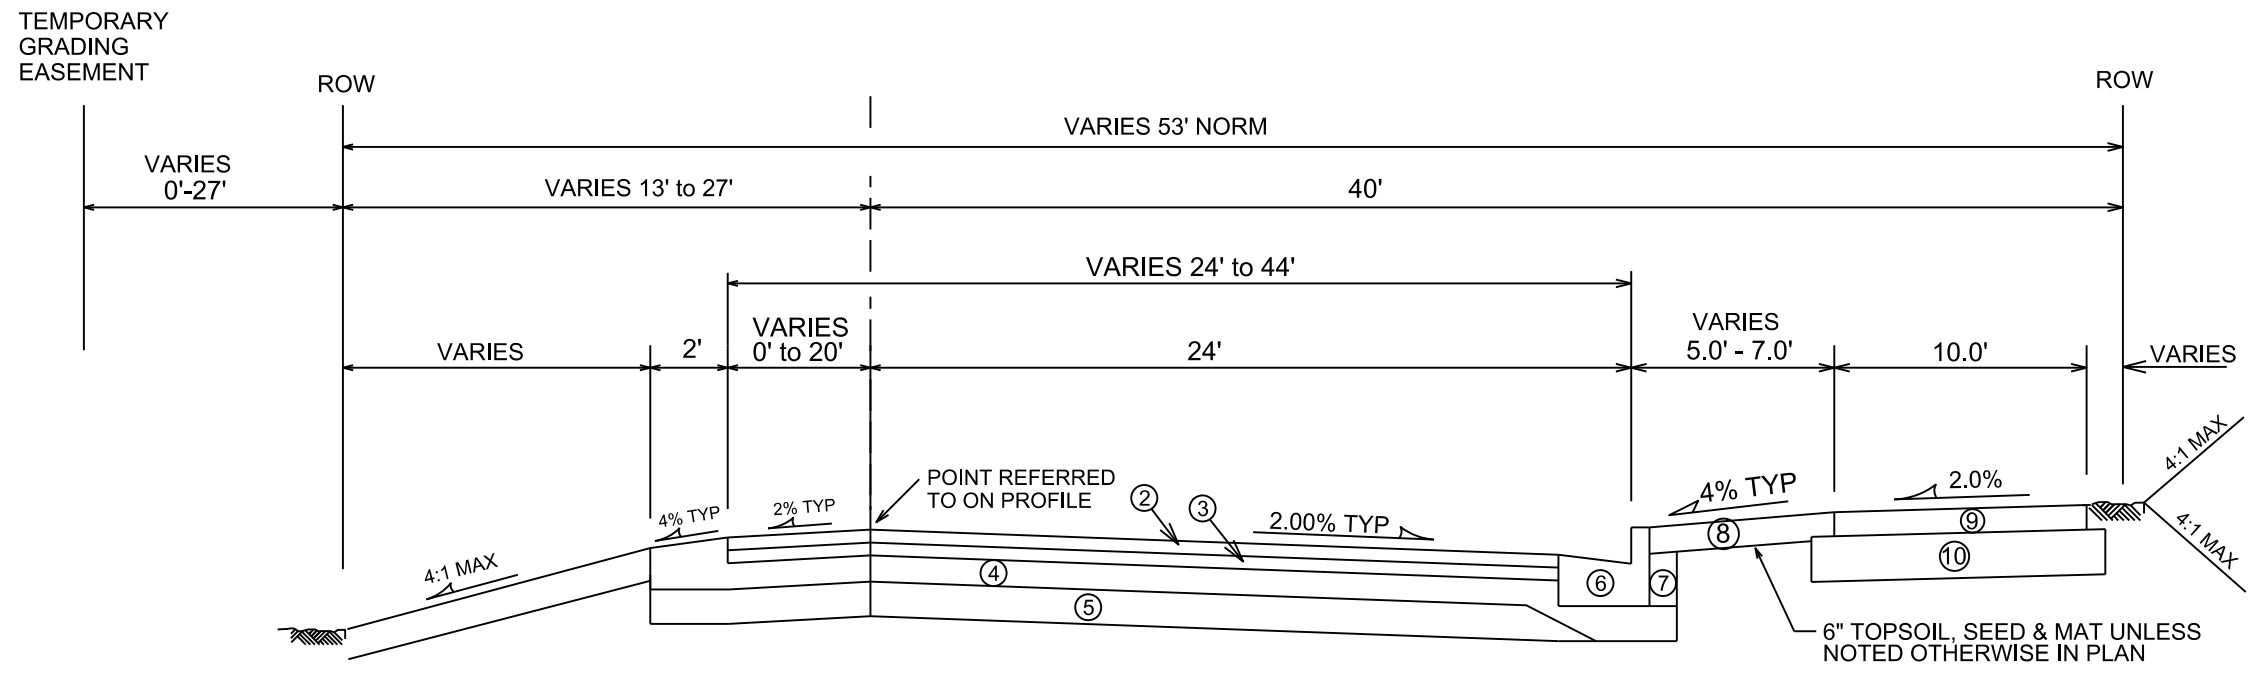 TEMPORARY
GRADING
EASEMENT
ROW
ROW
VARIES 53' NORM
VARIES
0'-27'
VARIES 13' to 27'
40'
VARIES 24' to 44'
VARIES
2'
VARIES
0' to 20'
24'
VARIES
5.0' - 7.0'
10.0'
VARIES
4:1 MAX
4% TYP
2% TYP
POINT REFERRED
TO ON PROFILE
2
3
2.00% TYP
4% TYP
2.0%
4:1 MAX
4:1 MAX
4
5
6
7
8
9
10
6" TOPSOIL, SEED & MAT UNLESS
NOTED OTHERWISE IN PLAN